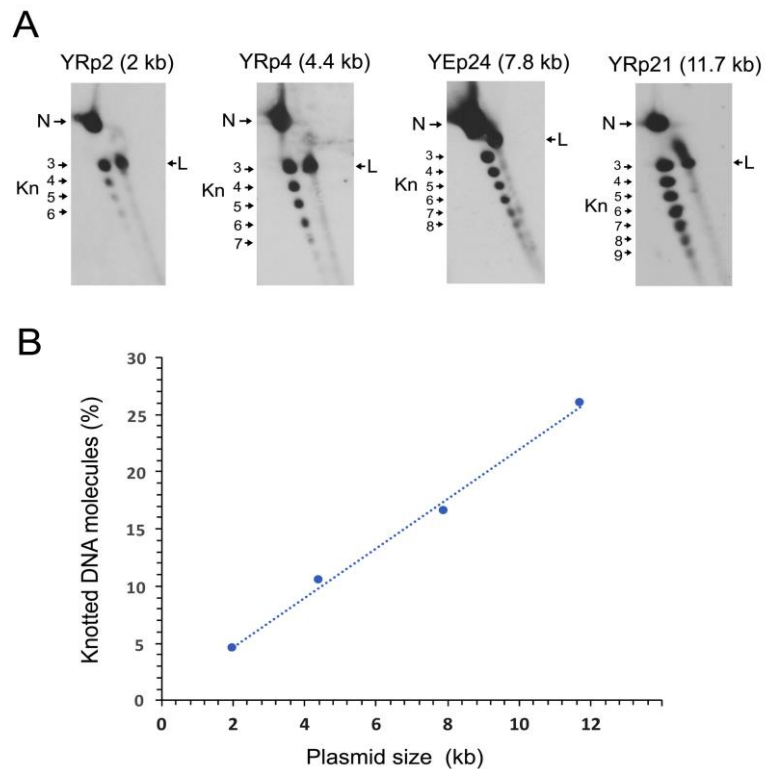 A
YRp2 (2 kb)
N
3
4
Kn
5
6
L
YRp4 (4.4 kb)
N
3
4
Kn
5
6
7
L
YEp24 (7.8 kb)
N
3
4
Kn
5
6
7
8
L
YRp21 (11.7 kb)
N
3
4
Kn
5
6
7
8
9
L
B
Knotted DNA molecules (%)
30
25
20
15
10
5
0
0 2 4 6 8 10 12
Plasmid size (kb)